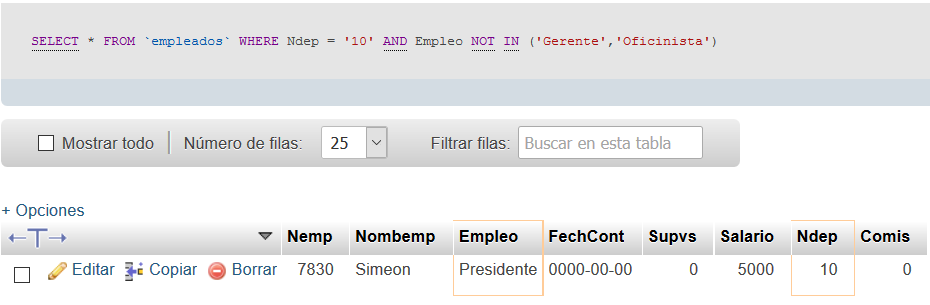 SELECT * FROM `empleados` WHERE Ndep = '10' AND Empleo NOT IN ('Gerente','Oficinista')
Mostrar todo Número de filas: 25 Filtrar filas: Buscar en esta tabla
+ Opciones
←T→ Nemp Nombemp Empleo FechCont Supvs Salario Ndep Comis
Editar Copiar Borrar 7830 Simeon Presidente 0000-00-00 0 5000 10 0